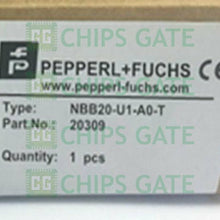 CHIPS GATE
PEPPERL+FUCHS CE
www.pepperl-fuchs.com
Type: NBB20-U1-A0-T
Part.No.: 20309
CHIPS GATE
Quantity: 1 pcs
CHIPS GATE